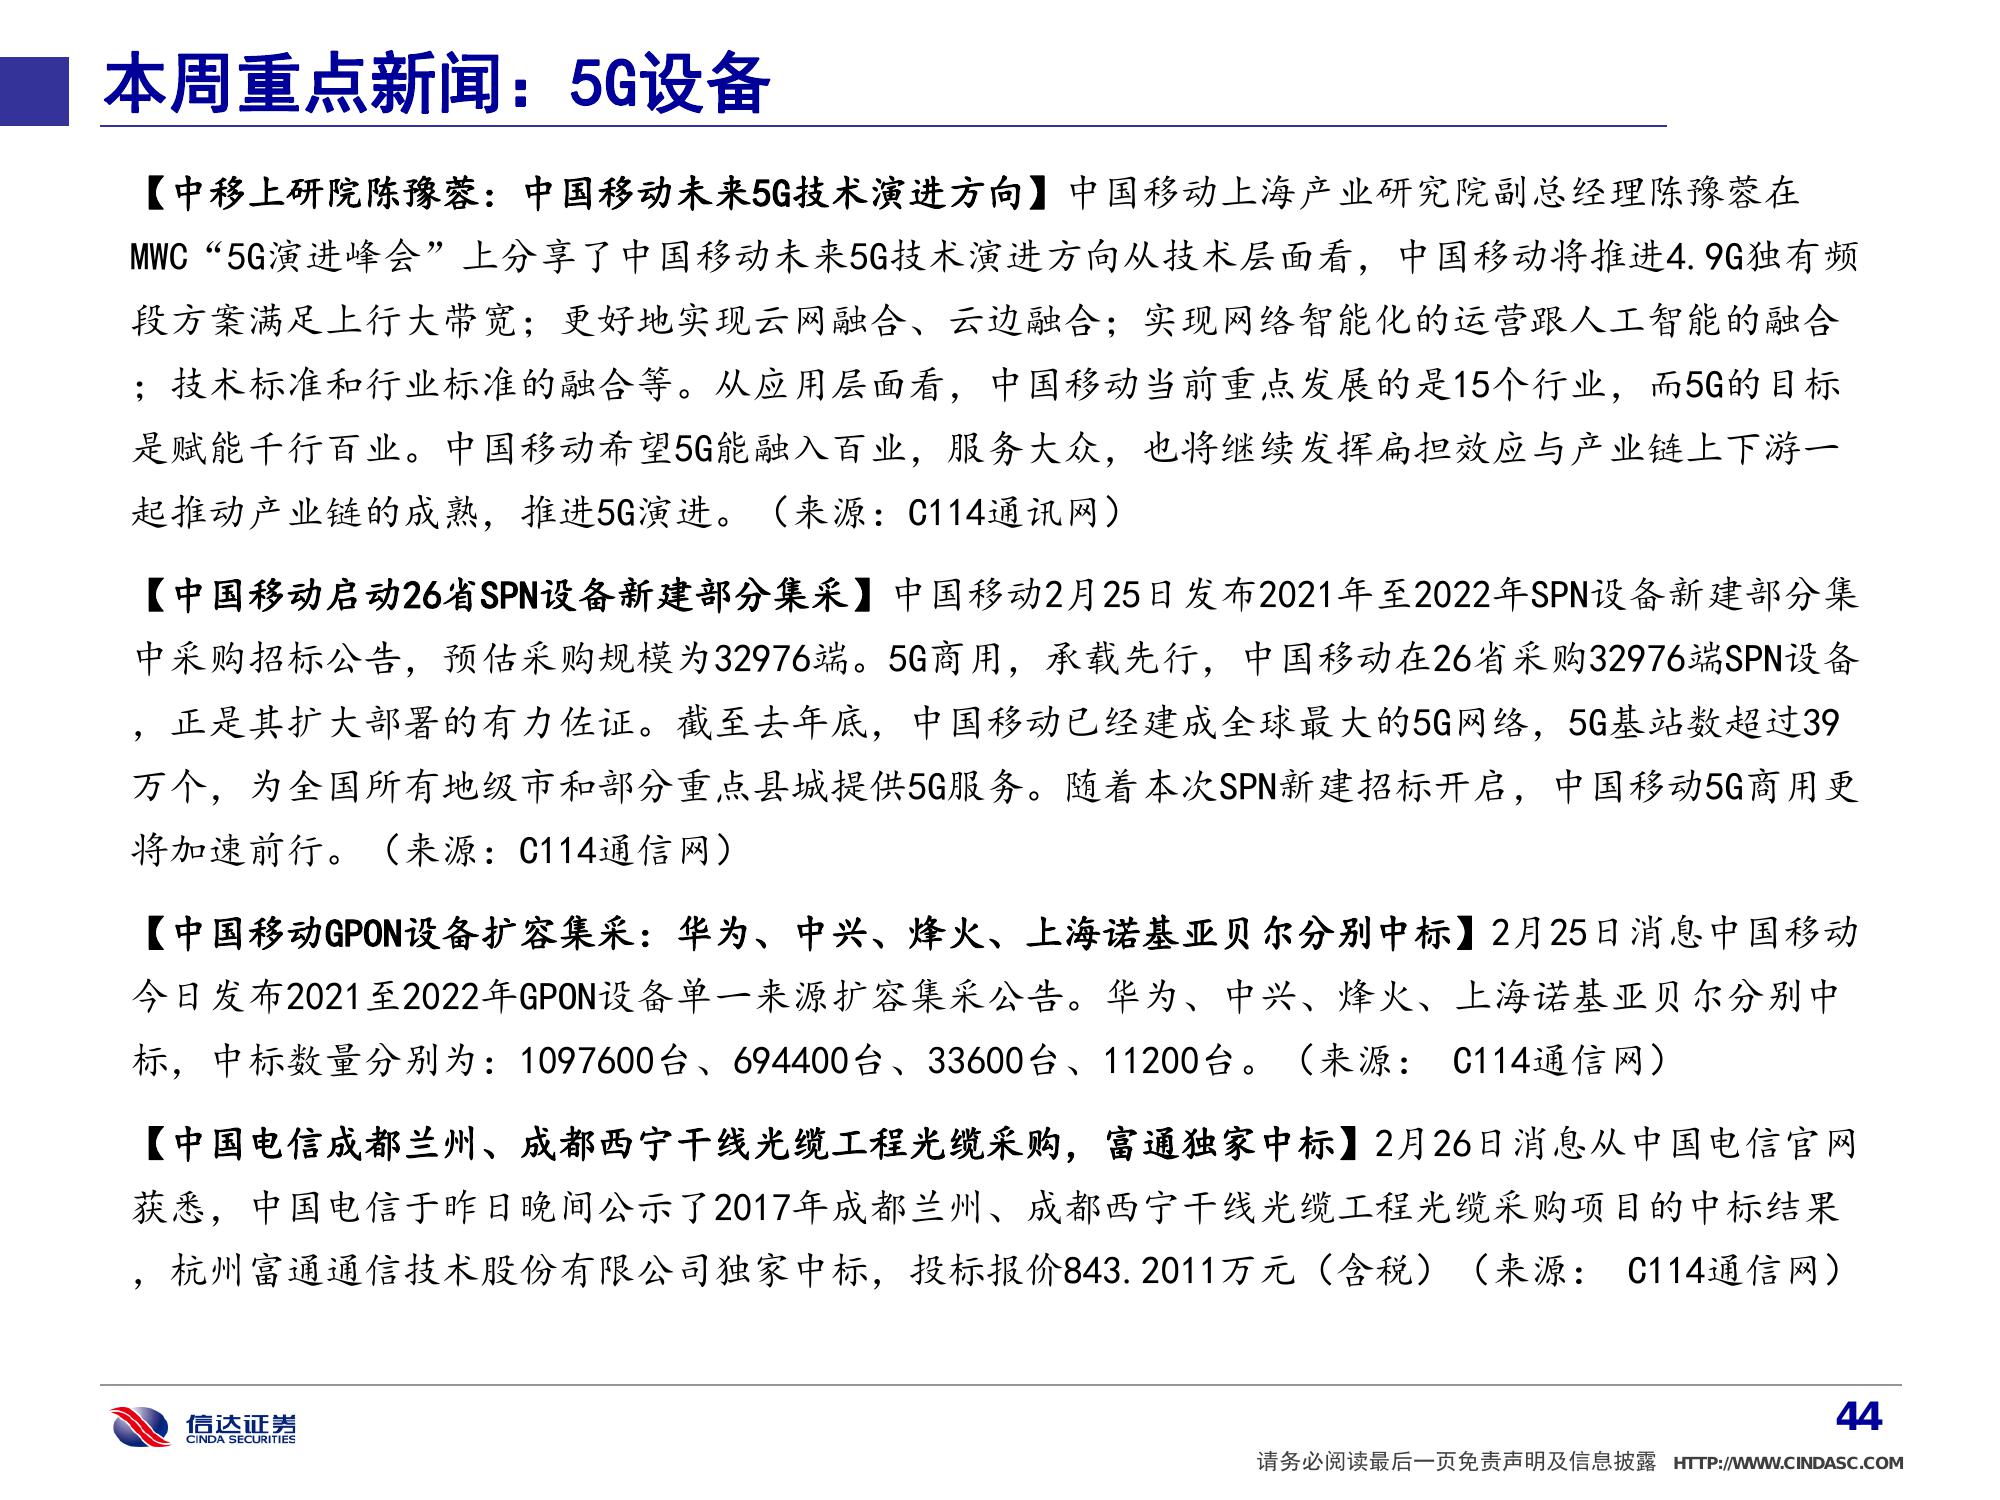 本周重点新闻：5G设备
【中移上研院陈豫蓉：中国移动未来5G技术演进方向】中国移动上海产业研究院副总经理陈豫蓉在
MWC“5G演进峰会”上分享了中国移动未来5G技术演进方向从技术层面看，中国移动将推进4.9G独有频
段方案满足上行大带宽；更好地实现云网融合、云边融合；实现网络智能化的运营跟人工智能的融合
；技术标准和行业标准的融合等。从应用层面看，中国移动当前重点发展的是15个行业，而5G的目标
是赋能千行百业。中国移动希望5G能融入百业，服务大众，也将继续发挥扁担效应与产业链上下游一
起推动产业链的成熟，推进5G演进。（来源：C114通讯网）
【中国移动启动26省SPN设备新建部分集采】中国移动2月25日发布2021年至2022年SPN设备新建部分集
中采购招标公告，预估采购规模为32976端。5G商用，承载先行，中国移动在26省采购32976端SPN设备
，正是其扩大部署的有力佐证。截至去年底，中国移动已经建成全球最大的5G网络，5G基站数超过39
万个，为全国所有地级市和部分重点县城提供5G服务。随着本次SPN新建招标开启，中国移动5G商用更
将加速前行。（来源：C114通信网）
【中国移动GPON设备扩容集采：华为、中兴、烽火、上海诺基亚贝尔分别中标】2月25日消息中国移动
今日发布2021至2022年GPON设备单一来源扩容集采公告。华为、中兴、烽火、上海诺基亚贝尔分别中
标，中标数量分别为：1097600台、694400台、33600台、11200台。（来源： C114通信网）
【中国电信成都兰州、成都西宁干线光缆工程光缆采购，富通独家中标】2月26日消息从中国电信官网
获悉，中国电信于昨日晚间公示了2017年成都兰州、成都西宁干线光缆工程光缆采购项目的中标结果
，杭州富通通信技术股份有限公司独家中标，投标报价843.2011万元（含税）（来源： C114通信网）
信达证券
CINDA SECURITIES
44
请务必阅读最后一页免责声明及信息披露 HTTP://WWW.CINDASC.COM